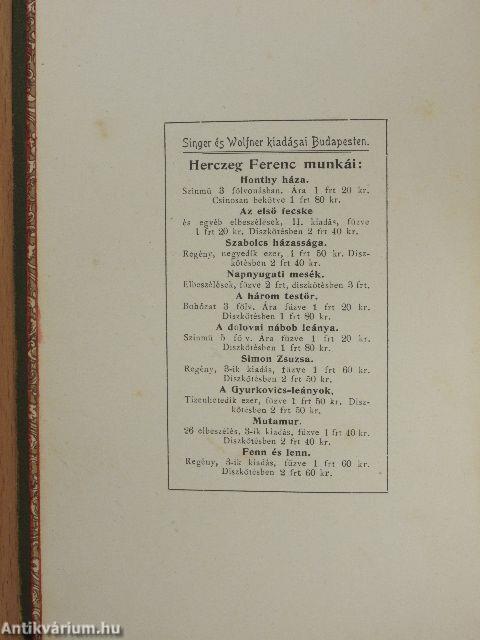 Singer és Wolfner kiadásai Budapesten.
Herczeg Ferenc munkái:
Honthy háza.
Szinmű 3 fölvonásban. Ára 1 frt 20 kr.
Csinosan bekötve 1 frt 80 kr.
Az első fecske
és egyéb elbeszélések, II. kiadás, fűzve
1 frt 20 kr. Diszkötésben 2 frt 40 kr.
Szabolcs házassága.
Regény, negyedik ezer, 1 frt 50 kr. Disz-
kötésben 2 frt 40 kr.
Napnyugati mesék.
Elbeszélések, fűzve 2 frt, diszkötésben 3 frt.
A három testőr.
Bohózat 3 fölv. Ára fűzve 1 frt 20 kr.
Diszkötésben 1 frt 80 kr.
A dolovai nábob leánya.
Szinmű 5 fölv. Ára fűzve 1 frt 20 kr.
Diszkötésben 1 frt 80 kr.
Simon Zsuzsa.
Regény, 3-ik kiadás, fűzve 1 frt 60 kr.
Diszkötésben 2 frt 50 kr.
A Gyurkovics-leányok.
Tizenkettedik ezer, fűzve 1 frt 50 kr. Disz-
kötésben 2 frt 50 kr.
Mutamur.
26 elbeszélés, 3-ik kiadás, fűzve 1 frt 40 kr.
Diszkötésben 2 frt 40 kr.
Fenn és lenn.
Regény, 3-ik kiadás, fűzve 1 frt 60 kr.
Diszkötésben 2 frt 60 kr.
Antikvárium.hu